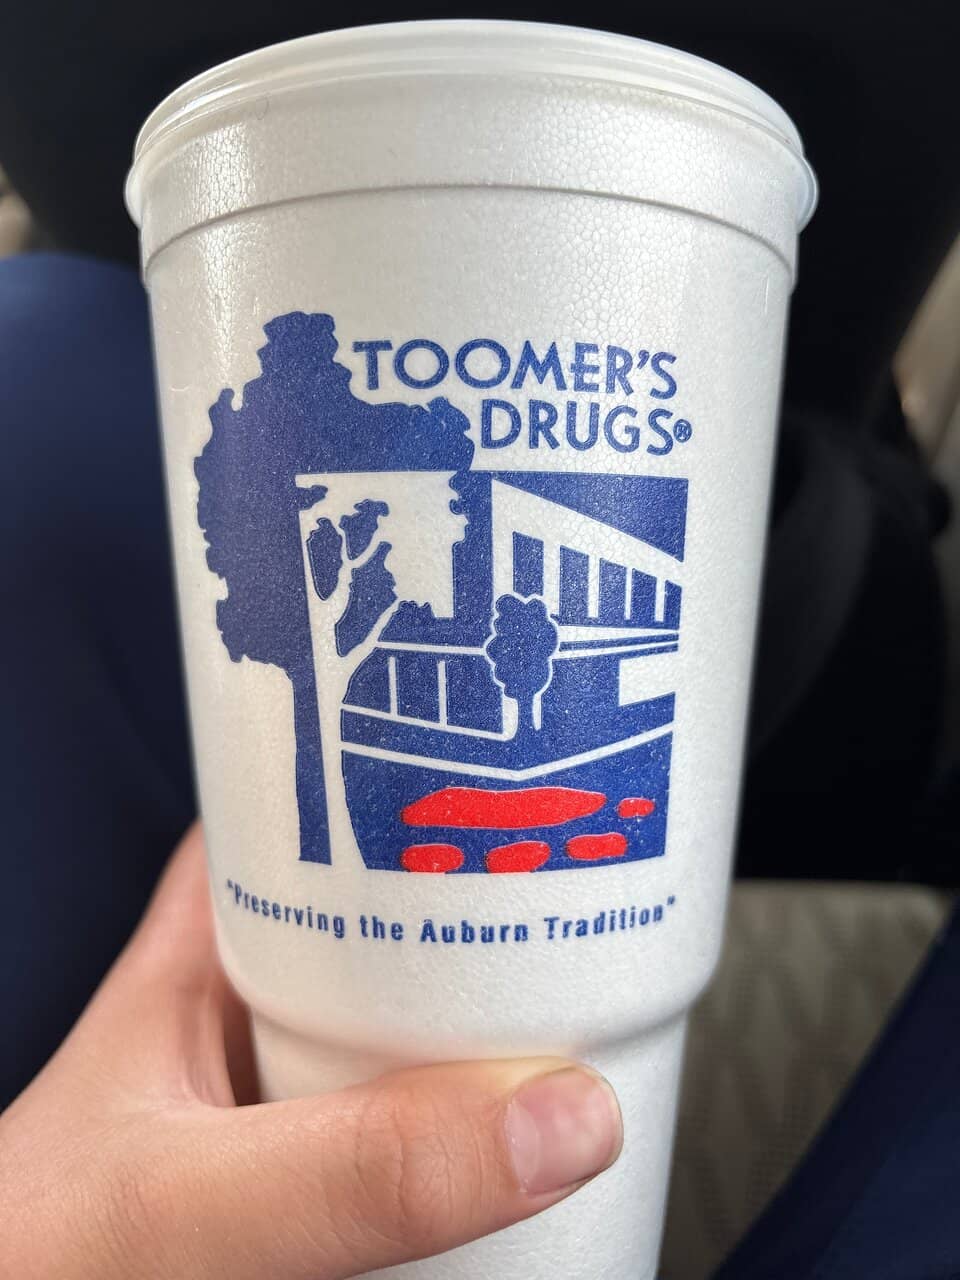 TOOMER'S
DRUGS®
"Preserving the Auburn Tradition"